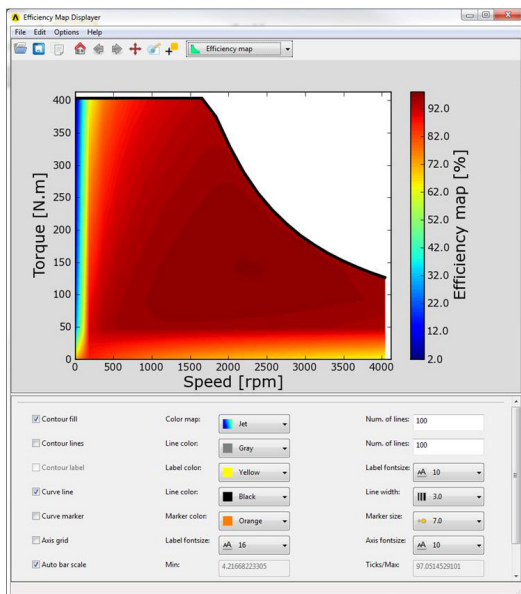 Efficiency Map Displayer
File Edit Options Help
Efficiency map
400
350
300
250
200
150
100
50
0
Torque [N.m]
0 500 1000 1500 2000 2500 3000 3500 4000
Speed [rpm]
92.0
82.0
72.0
62.0
52.0
42.0
32.0
22.0
12.0
2.0
Efficiency map [%]
Contour fill Color map: Jet Num. of lines: 100
Contour lines Line color: Gray Num. of lines: 100
Contour label Label color: Yellow Label fontsize: AA 10
Curve line Line color: Black Line width: 3.0
Curve marker Marker color: Orange Marker size: 7.0
Axis grid Label fontsize: AA 16 Axis fontsize: AA 10
Auto bar scale Min: 4.21668223305 Ticks/Max: 97.0514529101